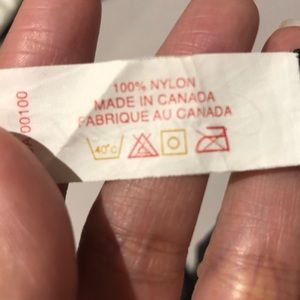 100% NYLON
MADE IN CANADA
FABRIQUE AU CANADA
40°C
00100